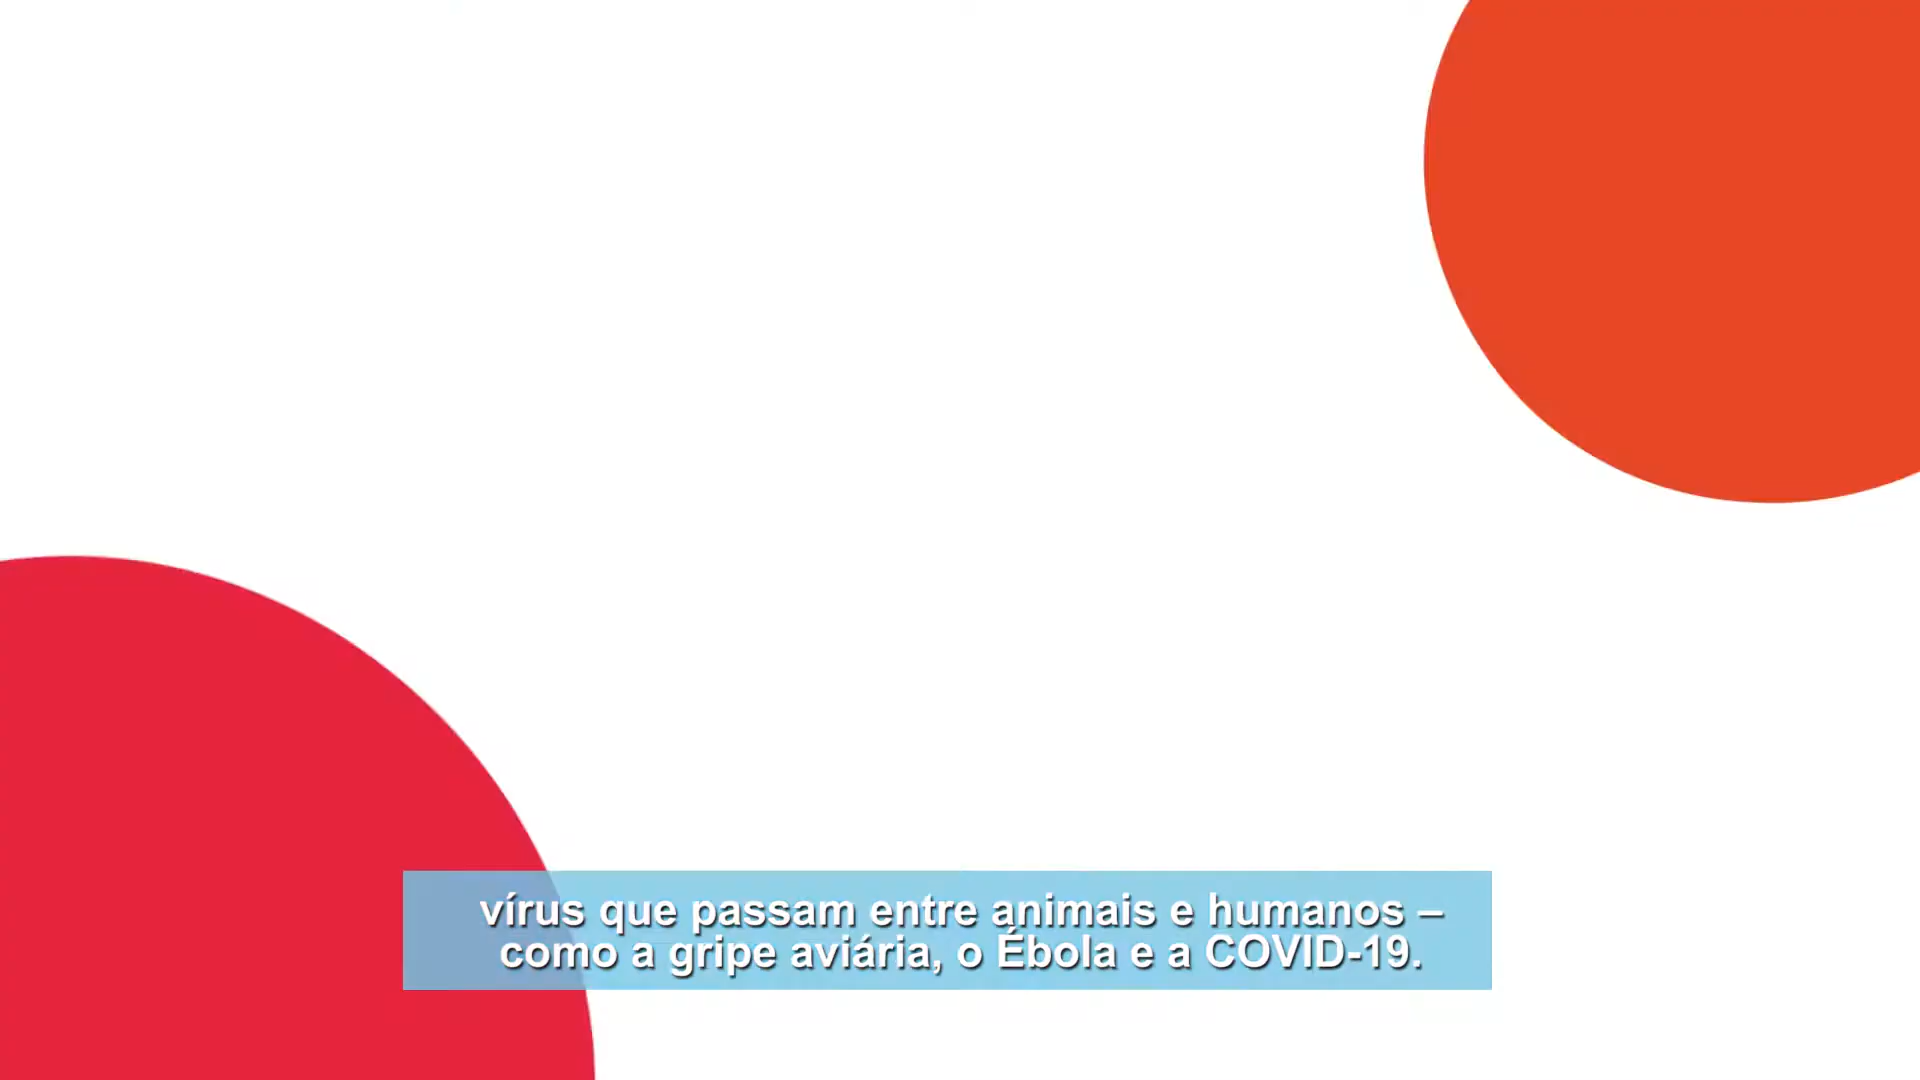 vírus que passam entre animais e humanos –
como a gripe aviária, o Ébola e a COVID-19.